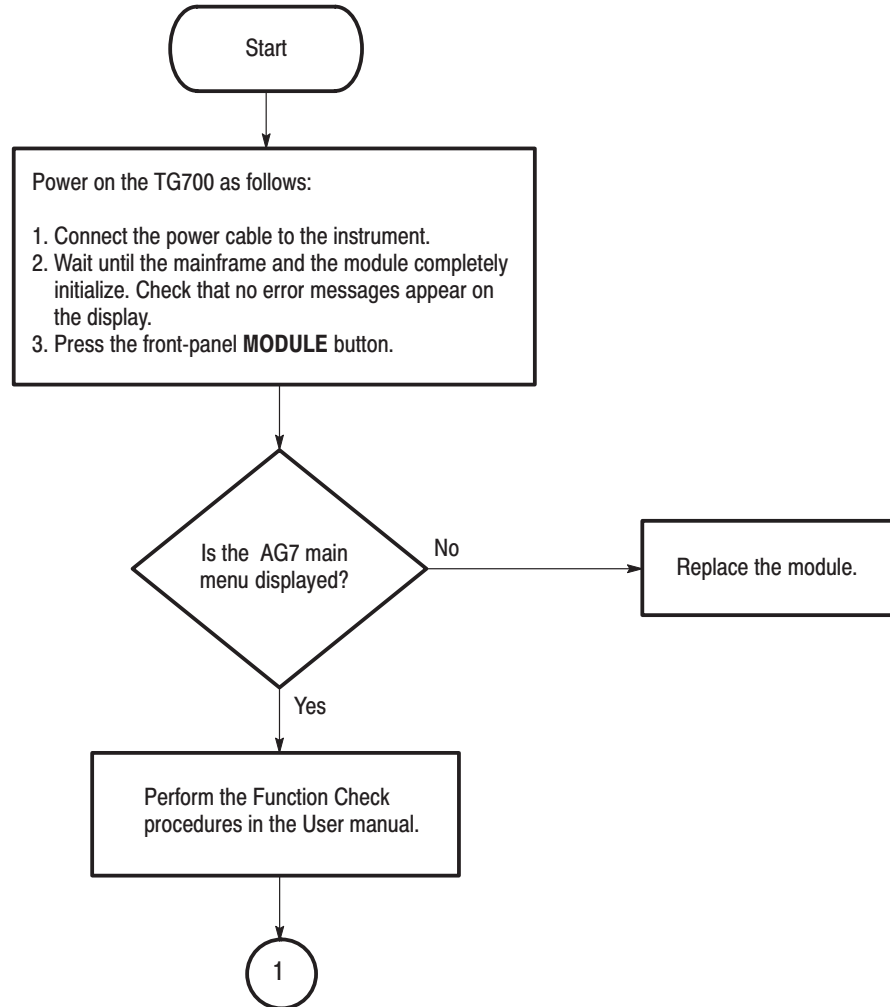 Start
Power on the TG700 as follows:
1. Connect the power cable to the instrument.
2. Wait until the mainframe and the module completely
initialize. Check that no error messages appear on
the display.
3. Press the front-panel MODULE button.
Is the AG7 main
menu displayed?
No
Replace the module.
Yes
Perform the Function Check
procedures in the User manual.
1